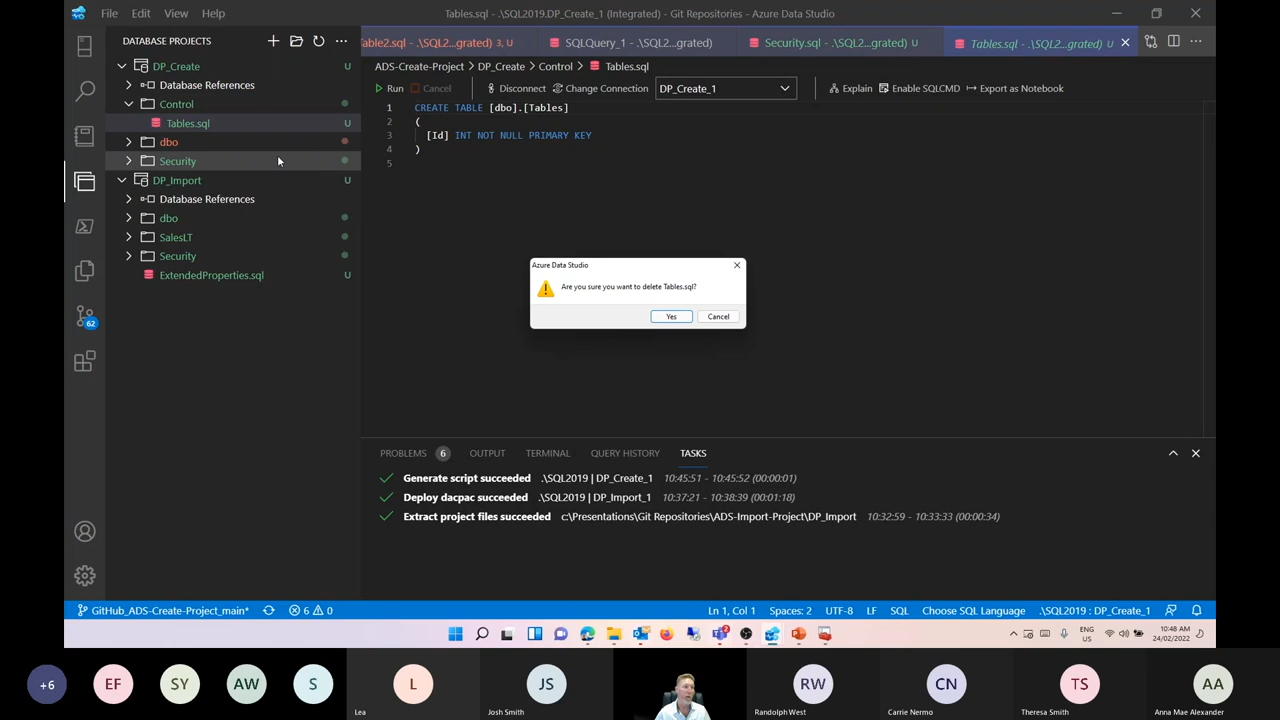 File Edit View Help
Tables.sql - .\SQL2019.DP_Create_1 (Integrated) - Git Repositories - Azure Data Studio
DATABASE PROJECTS
Table2.sql - .\SQL2...grated) 3, U
SQLQuery_1 - .\SQL2...grated)
Security.sql - .\SQL2...grated) U
Tables.sql - .\SQL2...grated) U
DP_Create U
Database References
Control
Tables.sql U
dbo
Security
DP_Import U
Database References
dbo
SalesLT
Security
ExtendedProperties.sql U
62
ADS-Create-Project > DP_Create > Control > Tables.sql
Run Cancel Disconnect Change Connection DP_Create_1 Explain Enable SQLCMD Export as Notebook
1 CREATE TABLE [dbo].[Tables]
2 (
3 [Id] INT NOT NULL PRIMARY KEY
4 )
5
Azure Data Studio
Are you sure you want to delete Tables.sql?
Yes Cancel
PROBLEMS 6 OUTPUT TERMINAL QUERY HISTORY TASKS
Generate script succeeded .\SQL2019 | DP_Create_1 10:45:51 - 10:45:52 (00:00:01)
Deploy dacpac succeeded .\SQL2019 | DP_Import_1 10:37:21 - 10:38:39 (00:01:18)
Extract project files succeeded c:\Presentations\Git Repositories\ADS-Import-Project\DP_Import 10:32:59 - 10:33:33 (00:00:34)
GitHub_ADS-Create-Project_main* 6 0 Ln 1, Col 1 Spaces: 2 UTF-8 LF SQL Choose SQL Language .\SQL2019 : DP_Create_1
2
ENG
US
10:48 AM
24/02/2022
+6 EF SY AW S L JS RW CN TS AA
Lea
Josh Smith
Randolph West
Carrie Nermo
Theresa Smith
Anna Mae Alexander